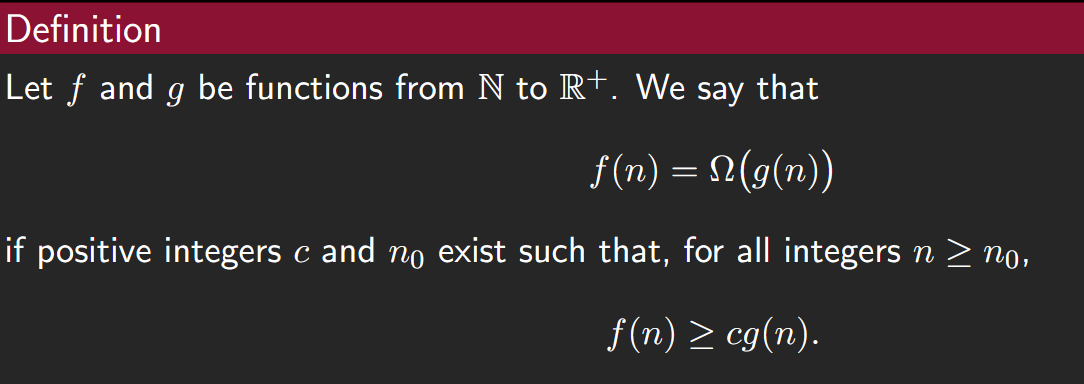 Definition
Let f and g be functions from ℕ to ℝ⁺. We say that
f(n) = Ω(g(n))
if positive integers c and n₀ exist such that, for all integers n ≥ n₀,
f(n) ≥ cg(n).